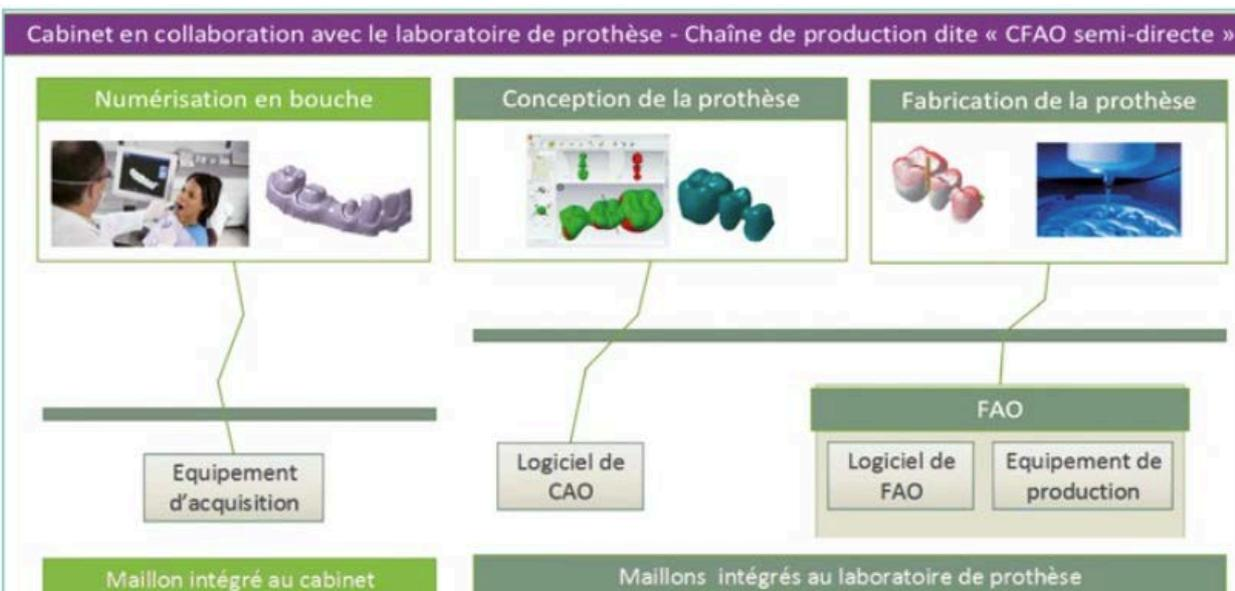 Cabinet en collaboration avec le laboratoire de prothèse - Chaîne de production dite « CFAO semi-directe »
Numérisation en bouche
Conception de la prothèse
Fabrication de la prothèse
Equipement
d'acquisition
Logiciel de
CAO
FAO
Logiciel de
FAO
Equipement de
production
Maillon intégré au cabinet
Maillons intégrés au laboratoire de prothèse